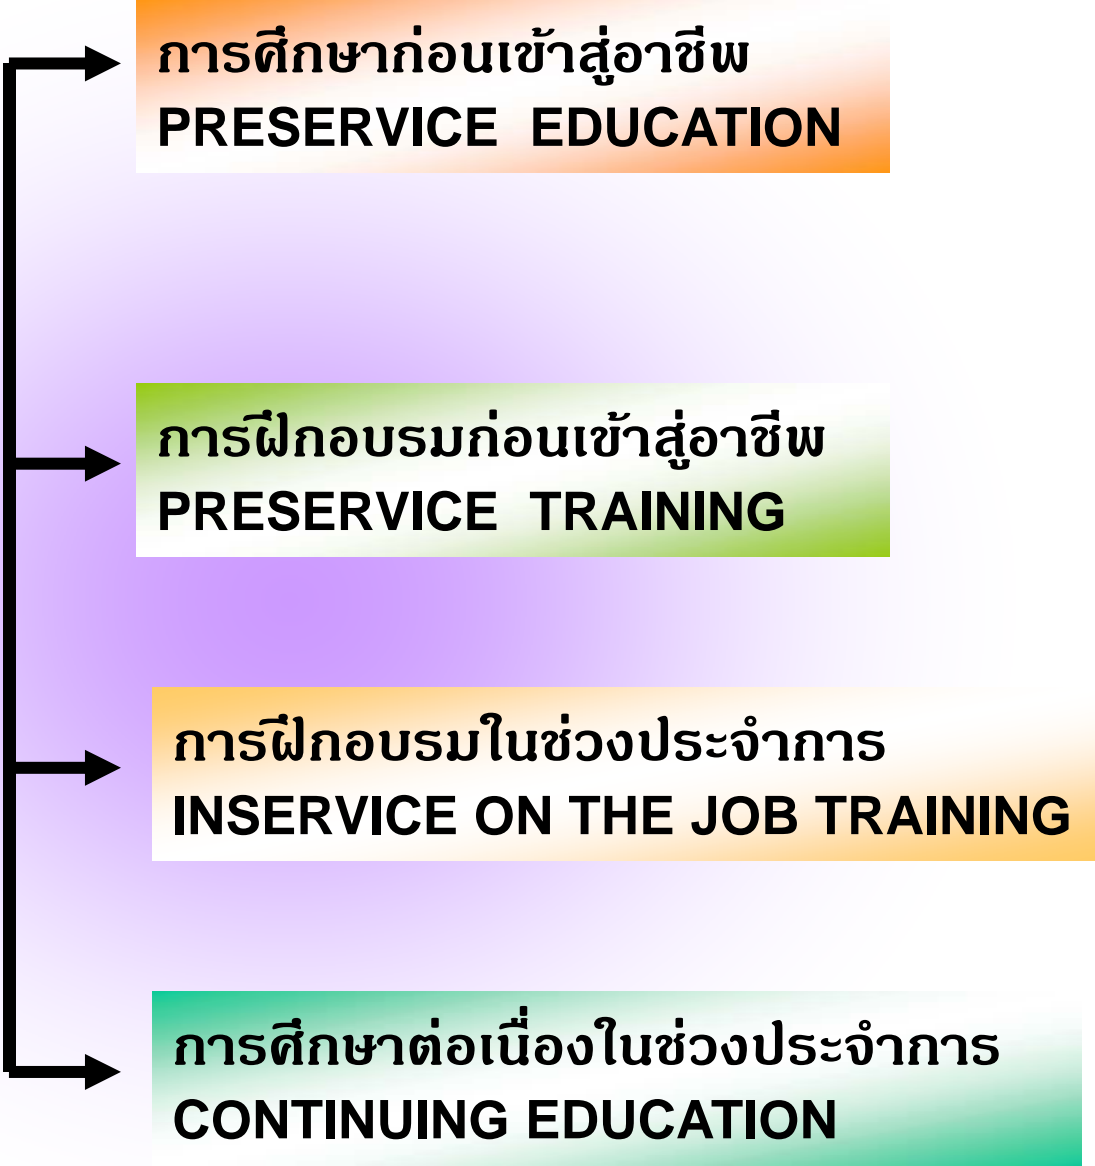 การศึกษาก่อนเข้าสู่อาชีพ
PRESERVICE EDUCATION
การฝึกอบรมก่อนเข้าสู่อาชีพ
PRESERVICE TRAINING
การฝึกอบรมในช่วงประจำการ
INSERVICE ON THE JOB TRAINING
การศึกษาต่อเนื่องในช่วงประจำการ
CONTINUING EDUCATION